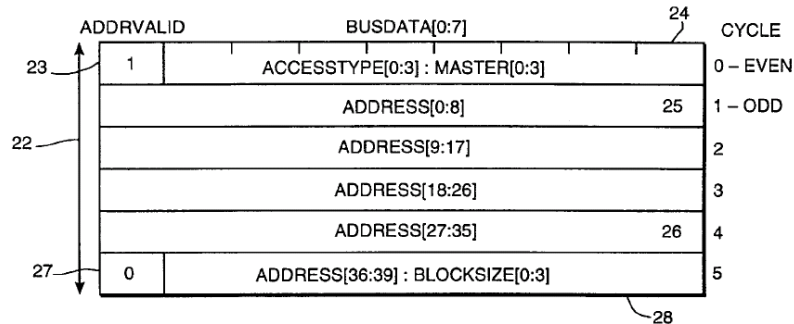 ADDRVALID BUSDATA[0:7] 24 CYCLE
23 1 ACCESSTYPE[0:3] : MASTER[0:3] 0 – EVEN
ADDRESS[0:8] 25 1 – ODD
22 ADDRESS[9:17] 2
ADDRESS[18:26] 3
ADDRESS[27:35] 26 4
27 0 ADDRESS[36:39] : BLOCKSIZE[0:3] 5
28